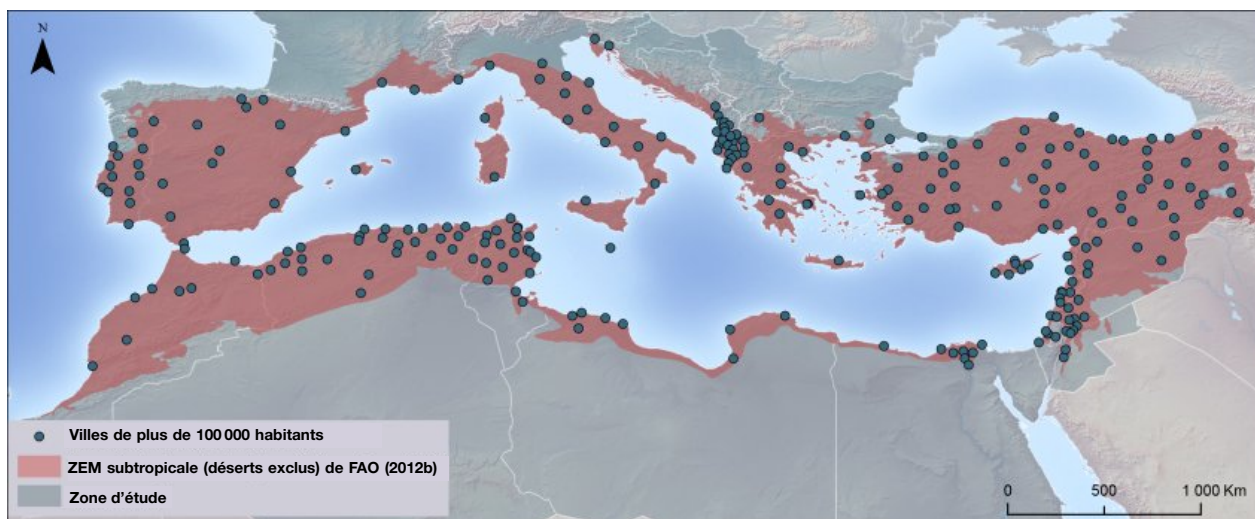 N
Villes de plus de 100 000 habitants
ZEM subtropicale (déserts exclus) de FAO (2012b)
Zone d'étude
0 500 1 000 Km